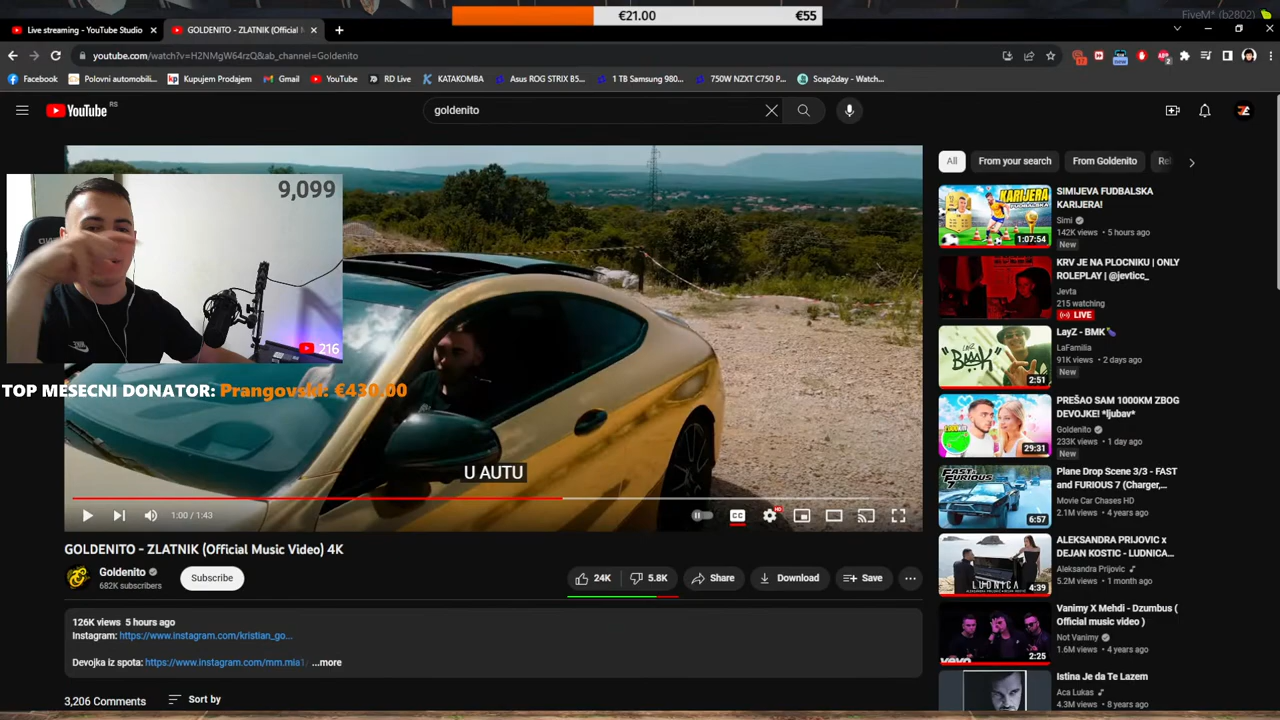 €21.00
€55
FiveM* (b2802)
Live streaming - YouTube Studio
GOLDENITO - ZLATNIK (Official M
youtube.com/watch?v=H2NMgW64rzQ&ab_channel=Goldenito
Facebook
Polovni automobili...
Kupujem Prodajem
Gmail
YouTube
RD Live
KATAKOMBA
Asus ROG STRIX B5...
1 TB Samsung 980...
750W NZXT C750 P...
Soap2day - Watch...
YouTube RS
goldenito
All
From your search
From Goldenito
Rel
9,099
216
TOP MESECNI DONATOR: Prangovski: €430.00
U AUTU
1:00 / 1:43
CC
HD
GOLDENITO - ZLATNIK (Official Music Video) 4K
Goldenito
682K subscribers
Subscribe
24K
5.8K
Share
Download
Save
126K views 5 hours ago
Instagram: https://www.instagram.com/kristian_go...
Devojka iz spota: https://www.instagram.com/mm.mia1 ...more
3,206 Comments
Sort by
KARIJERA
1:07:54
SIMIJEVA FUDBALSKA
KARIJERA!
Simi
142K views • 5 hours ago
New
KRV JE NA PLOCNIKU | ONLY
ROLEPLAY | @jevticc_
Jevta
215 watching
LIVE
2:51
LayZ - BMK
LaFamilia
91K views • 2 days ago
New
29:31
PREŠAO SAM 1000KM ZBOG
DEVOJKE! *ljubav*
Goldenito
233K views • 1 day ago
New
6:57
Plane Drop Scene 3/3 - FAST
and FURIOUS 7 (Charger,...
Movie Car Chases HD
2.1M views • 4 years ago
LUDNICA
4:39
ALEKSANDRA PRIJOVIC x
DEJAN KOSTIC - LUDNICA...
Aleksandra Prijovic
5.2M views • 1 month ago
vevo
2:25
Vanimy X Mehdi - Dzumbus (
Official music video )
Not Vanimy
1.6M views • 4 years ago
Istina Je da Te Lazem
Aca Lukas
4.3M views • 8 years ago